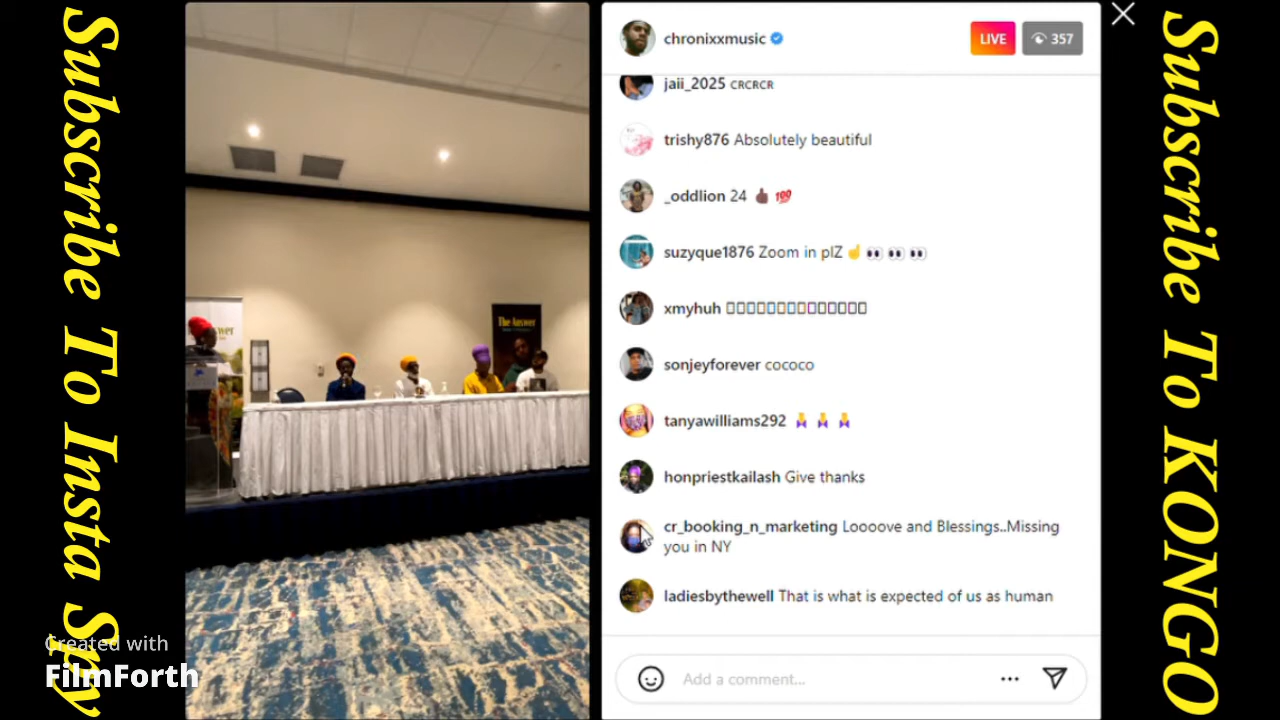 Subscribe To Insta Spy
Created with
FilmForth
The Answer
wer
chronixxmusic
LIVE
357
jaii_2025 CRCRCR
trishy876 Absolutely beautiful
_oddlion 24 👍🏿 💯
suzyque1876 Zoom in plZ ☝️ 👀 👀 👀
xmyhuh
sonjeyforever cococo
tanyawilliams292
honpriestkailash Give thanks
cr_booking_n_marketing Loooove and Blessings..Missing
you in NY
ladiesbythewell That is what is expected of us as human
Add a comment...
Subscribe To KONGO